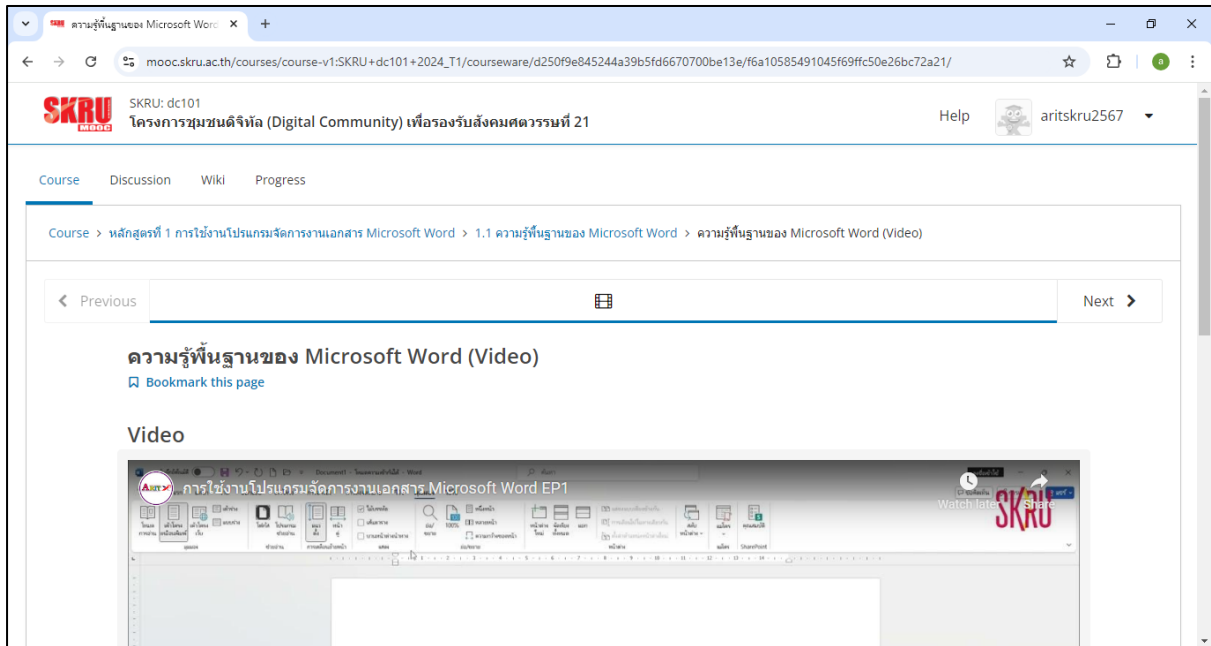 ความรู้พื้นฐานของ Microsoft Word
mooc.skru.ac.th/courses/course-v1:SKRU+dc101+2024_T1/courseware/d250f9e845244a39b5fd6670700be13e/f6a10585491045f69ffc50e26bc72a21/
a
SKRU
MOOC
SKRU: dc101
โครงการชุมชนดิจิทัล (Digital Community) เพื่อรองรับสังคมศตวรรษที่ 21
Help
aritskru2567
Course Discussion Wiki Progress
Course > หลักสูตรที่ 1 การใช้งานโปรแกรมจัดการงานเอกสาร Microsoft Word > 1.1 ความรู้พื้นฐานของ Microsoft Word > ความรู้พื้นฐานของ Microsoft Word (Video)
Previous
Next
ความรู้พื้นฐานของ Microsoft Word (Video)
Bookmark this page
Video
การใช้งานโปรแกรมจัดการงานเอกสาร Microsoft Word EP1
Watch later
Share
SKRU
100%
SharePoint